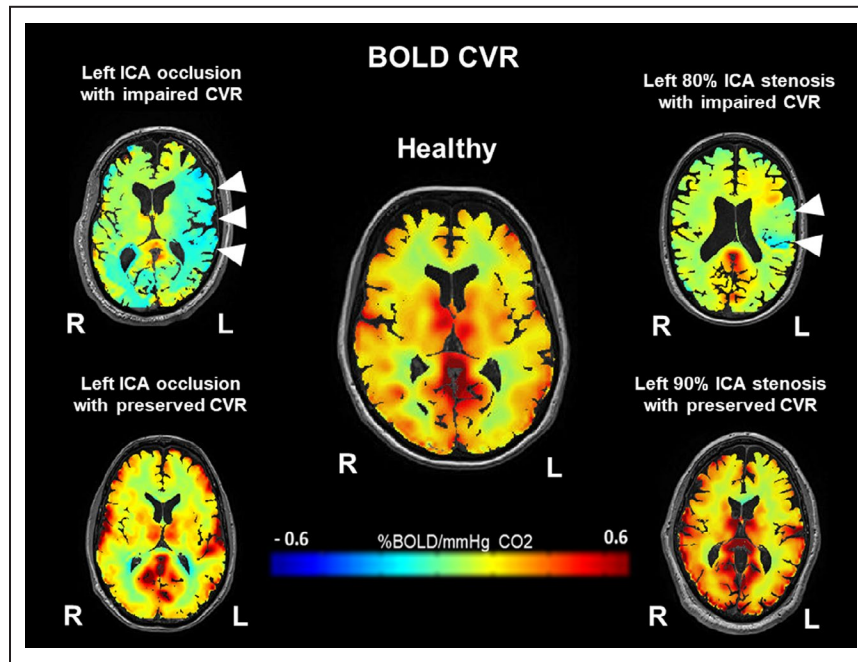 BOLD CVR
Left ICA occlusion
with impaired CVR
R
L
Healthy
R
L
Left 80% ICA stenosis
with impaired CVR
R
L
Left ICA occlusion
with preserved CVR
R
L
- 0.6
%BOLD/mmHg CO2
0.6
Left 90% ICA stenosis
with preserved CVR
R
L